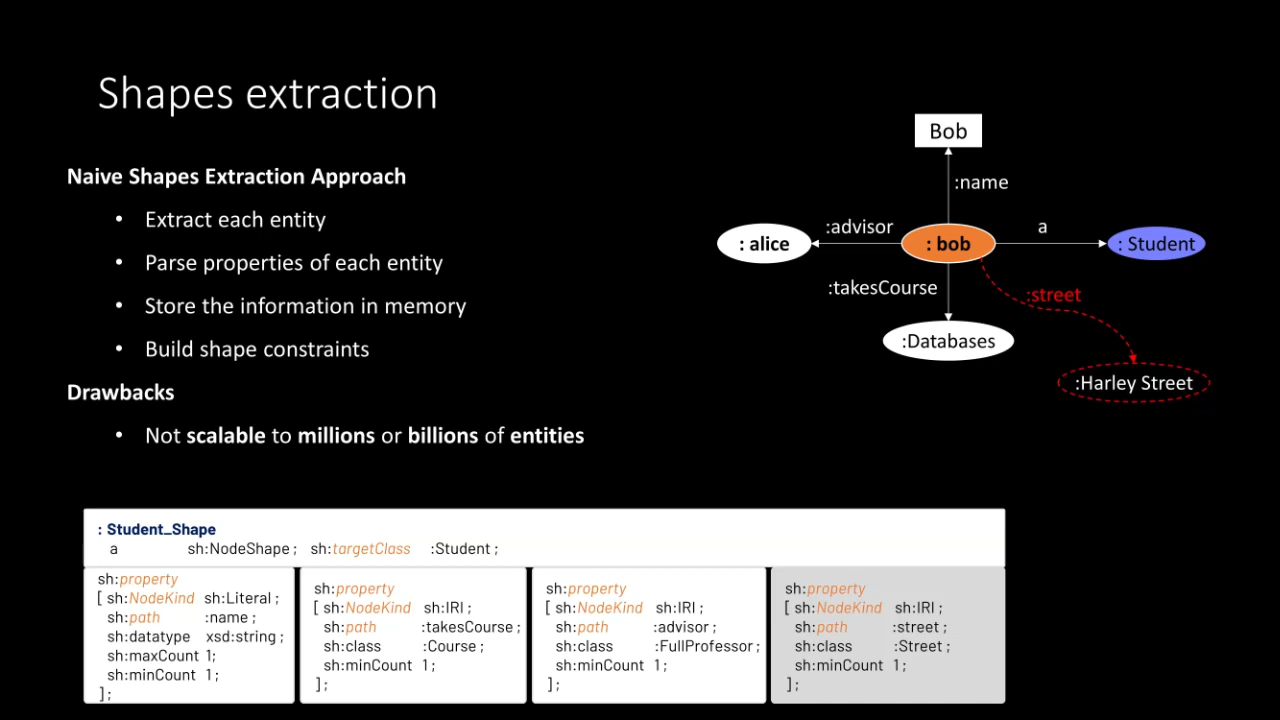 Shapes extraction
Naive Shapes Extraction Approach
• Extract each entity
• Parse properties of each entity
• Store the information in memory
• Build shape constraints
Drawbacks
• Not scalable to millions or billions of entities
Bob
:name
: alice
:advisor
: bob
a
: Student
:takesCourse
:street
:Databases
:Harley Street
: Student_Shape
a sh:NodeShape ; sh:targetClass :Student ;
sh:property
[ sh:NodeKind sh:Literal ;
sh:path :name ;
sh:datatype xsd:string ;
sh:maxCount 1;
sh:minCount 1 ;
] ;
sh:property
[ sh:NodeKind sh:IRI ;
sh:path :takesCourse ;
sh:class :Course ;
sh:minCount 1 ;
] ;
sh:property
[ sh:NodeKind sh:IRI ;
sh:path :advisor ;
sh:class :FullProfessor ;
sh:minCount 1 ;
] ;
sh:property
[ sh:NodeKind sh:IRI ;
sh:path :street ;
sh:class :Street ;
sh:minCount 1 ;
] ;